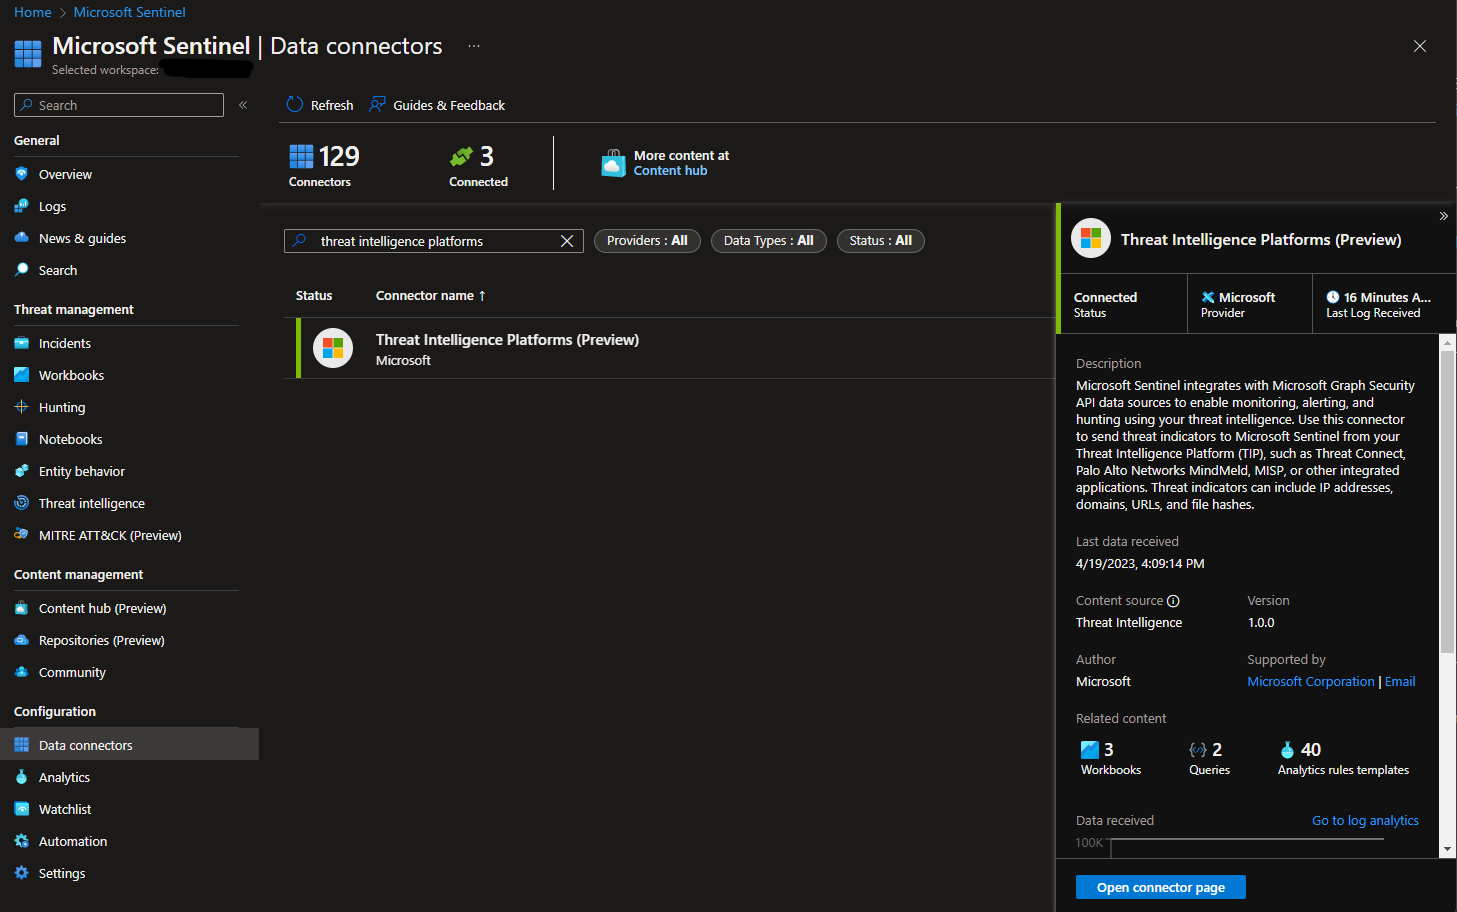 Home > Microsoft Sentinel
Microsoft Sentinel | Data connectors ...
Selected workspace:
Search
«
General
Overview
Logs
News & guides
Search
Threat management
Incidents
Workbooks
Hunting
Notebooks
Entity behavior
Threat intelligence
MITRE ATT&CK (Preview)
Content management
Content hub (Preview)
Repositories (Preview)
Community
Configuration
Data connectors
Analytics
Watchlist
Automation
Settings
Refresh Guides & Feedback
129
Connectors
3
Connected
More content at
Content hub
threat intelligence platforms
Providers : All
Data Types : All
Status : All
Status Connector name ↑
Threat Intelligence Platforms (Preview)
Microsoft
»
Threat Intelligence Platforms (Preview)
Connected
Status
Microsoft
Provider
16 Minutes A...
Last Log Received
Description
Microsoft Sentinel integrates with Microsoft Graph Security
API data sources to enable monitoring, alerting, and
hunting using your threat intelligence. Use this connector
to send threat indicators to Microsoft Sentinel from your
Threat Intelligence Platform (TIP), such as Threat Connect,
Palo Alto Networks MindMeld, MISP, or other integrated
applications. Threat indicators can include IP addresses,
domains, URLs, and file hashes.
Last data received
4/19/2023, 4:09:14 PM
Content source
Threat Intelligence
Version
1.0.0
Author
Microsoft
Supported by
Microsoft Corporation | Email
Related content
3
Workbooks
2
Queries
40
Analytics rules templates
Data received Go to log analytics
100K
Open connector page